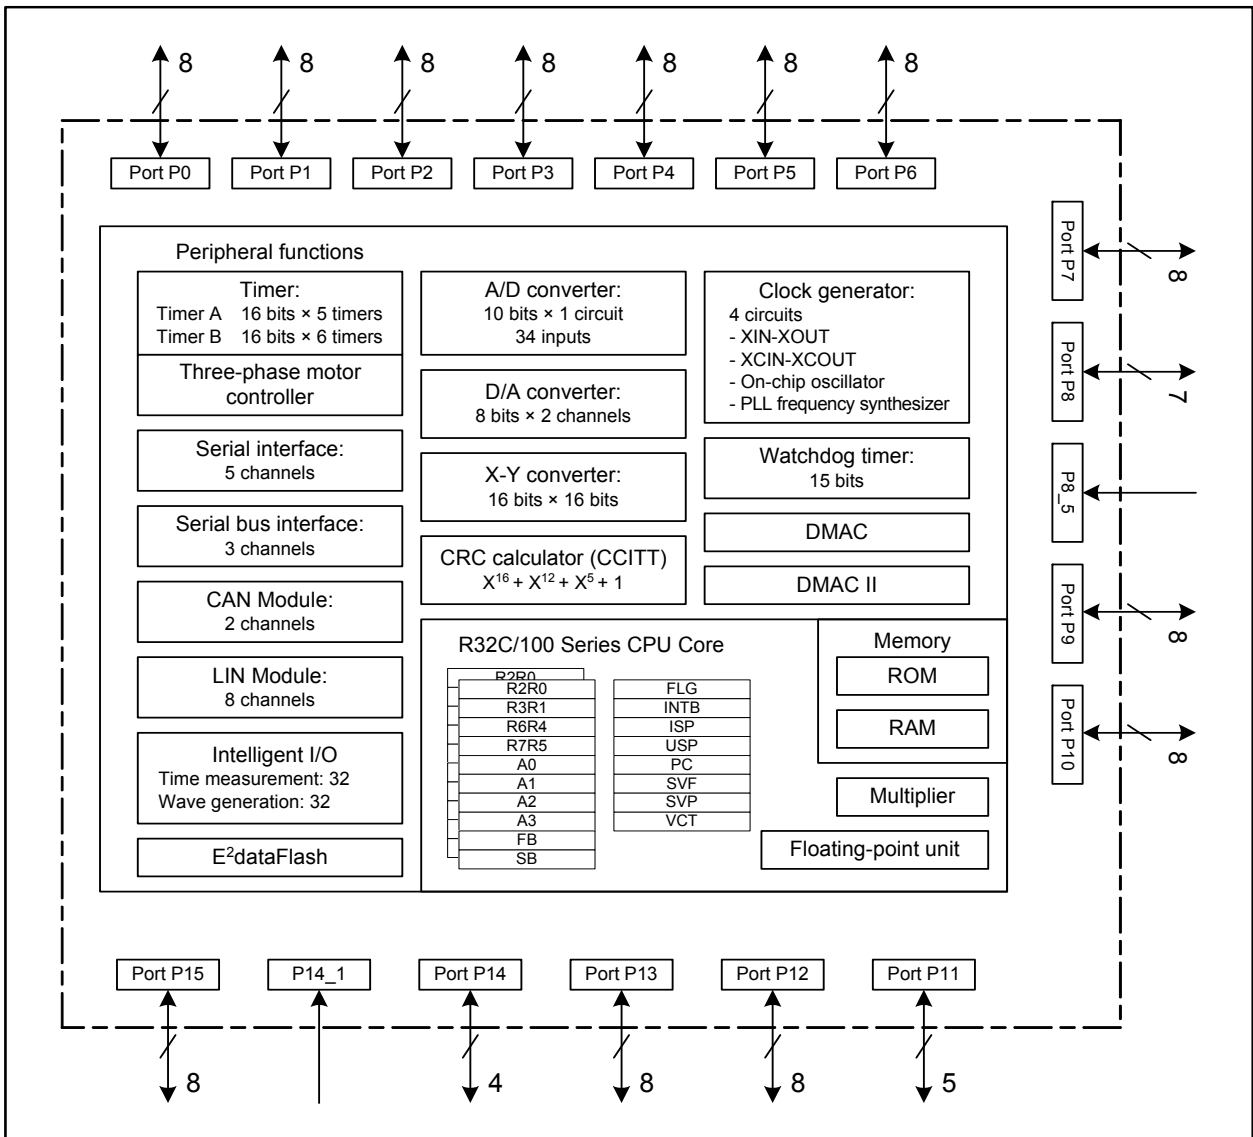 8 8 8 8 8 8 8
Port P0 Port P1 Port P2 Port P3 Port P4 Port P5 Port P6
Port P7
8
Port P8
7
P8_5
Port P9
8
Port P10
8
Peripheral functions
Timer:
Timer A 16 bits × 5 timers
Timer B 16 bits × 6 timers
Three-phase motor
controller
Serial interface:
5 channels
Serial bus interface:
3 channels
CAN Module:
2 channels
LIN Module:
8 channels
Intelligent I/O
Time measurement: 32
Wave generation: 32
E²dataFlash
A/D converter:
10 bits × 1 circuit
34 inputs
D/A converter:
8 bits × 2 channels
X-Y converter:
16 bits × 16 bits
CRC calculator (CCITT)
X¹⁶ + X¹² + X⁵ + 1
Clock generator:
4 circuits
- XIN-XOUT
- XCIN-XCOUT
- On-chip oscillator
- PLL frequency synthesizer
Watchdog timer:
15 bits
DMAC
DMAC II
R32C/100 Series CPU Core
R2R0
R2R0
R3R1
R6R4
R7R5
A0
A1
A2
A3
FB
SB
FLG
INTB
ISP
USP
PC
SVF
SVP
VCT
Memory
ROM
RAM
Multiplier
Floating-point unit
Port P15 P14_1 Port P14 Port P13 Port P12 Port P11
8 4 8 8 5